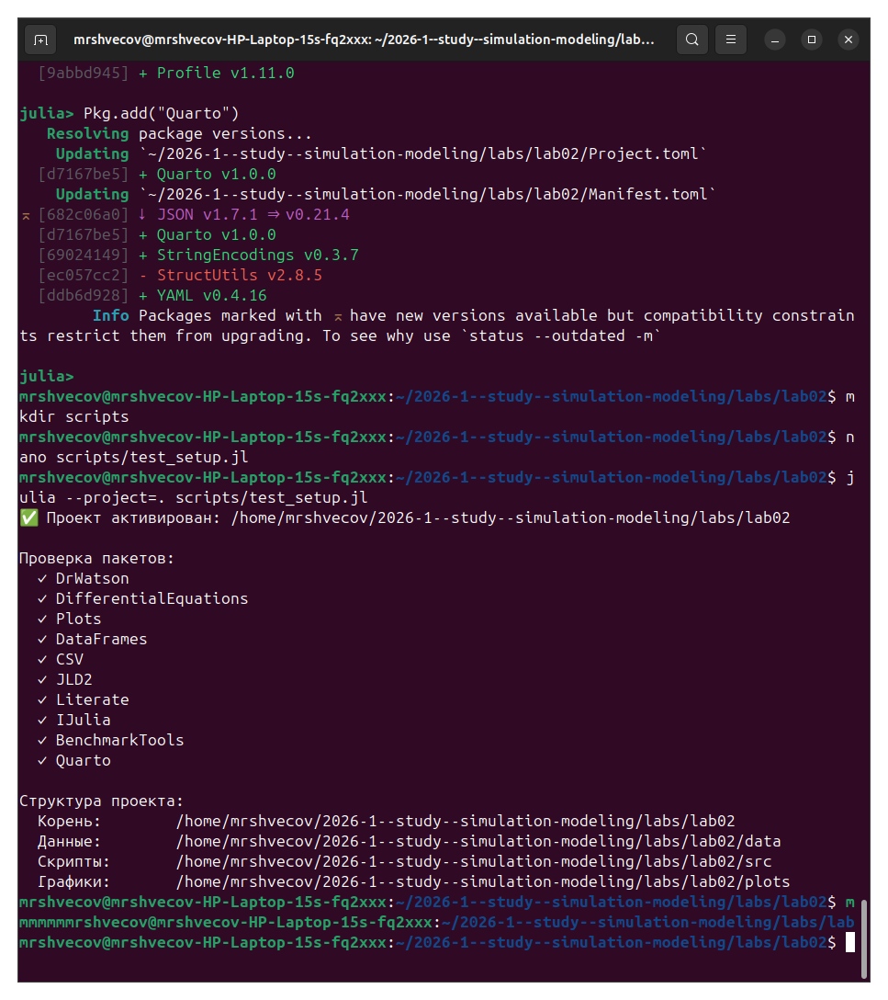 mrshvecov@mrshvecov-HP-Laptop-15s-fq2xxx: ~/2026-1--study--simulation-modeling/lab...
[9abbd945] + Profile v1.11.0
julia> Pkg.add("Quarto")
Resolving package versions...
Updating `~/2026-1--study--simulation-modeling/labs/lab02/Project.toml`
[d7167be5] + Quarto v1.0.0
Updating `~/2026-1--study--simulation-modeling/labs/lab02/Manifest.toml`
⌅ [682c06a0] ↓ JSON v1.7.1 ⇒ v0.21.4
[d7167be5] + Quarto v1.0.0
[69024149] + StringEncodings v0.3.7
[ec057cc2] - StructUtils v2.8.5
[ddb6d928] + YAML v0.4.16
Info Packages marked with ⌅ have new versions available but compatibility constrain
ts restrict them from upgrading. To see why use `status --outdated -m`
julia>
mrshvecov@mrshvecov-HP-Laptop-15s-fq2xxx:~/2026-1--study--simulation-modeling/labs/lab02$ m
kdir scripts
mrshvecov@mrshvecov-HP-Laptop-15s-fq2xxx:~/2026-1--study--simulation-modeling/labs/lab02$ n
ano scripts/test_setup.jl
mrshvecov@mrshvecov-HP-Laptop-15s-fq2xxx:~/2026-1--study--simulation-modeling/labs/lab02$ j
ulia --project=. scripts/test_setup.jl
✅ Проект активирован: /home/mrshvecov/2026-1--study--simulation-modeling/labs/lab02
Проверка пакетов:
✓ DrWatson
✓ DifferentialEquations
✓ Plots
✓ DataFrames
✓ CSV
✓ JLD2
✓ Literate
✓ IJulia
✓ BenchmarkTools
✓ Quarto
Структура проекта:
Корень: /home/mrshvecov/2026-1--study--simulation-modeling/labs/lab02
Данные: /home/mrshvecov/2026-1--study--simulation-modeling/labs/lab02/data
Скрипты: /home/mrshvecov/2026-1--study--simulation-modeling/labs/lab02/src
Графики: /home/mrshvecov/2026-1--study--simulation-modeling/labs/lab02/plots
mrshvecov@mrshvecov-HP-Laptop-15s-fq2xxx:~/2026-1--study--simulation-modeling/labs/lab02$ m
mmmmmmrshvecov@mrshvecov-HP-Laptop-15s-fq2xxx:~/2026-1--study--simulation-modeling/labs/lab
mrshvecov@mrshvecov-HP-Laptop-15s-fq2xxx:~/2026-1--study--simulation-modeling/labs/lab02$